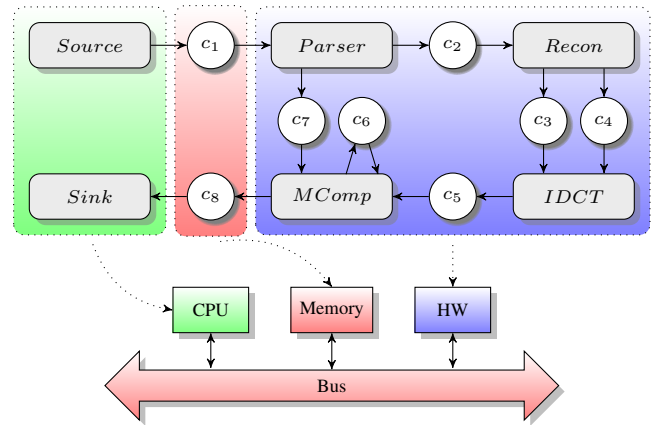 Source c₁ Parser c₂ Recon
c₇ c₆ c₃ c₄
Sink c₈ MComp c₅ IDCT
CPU Memory HW
Bus